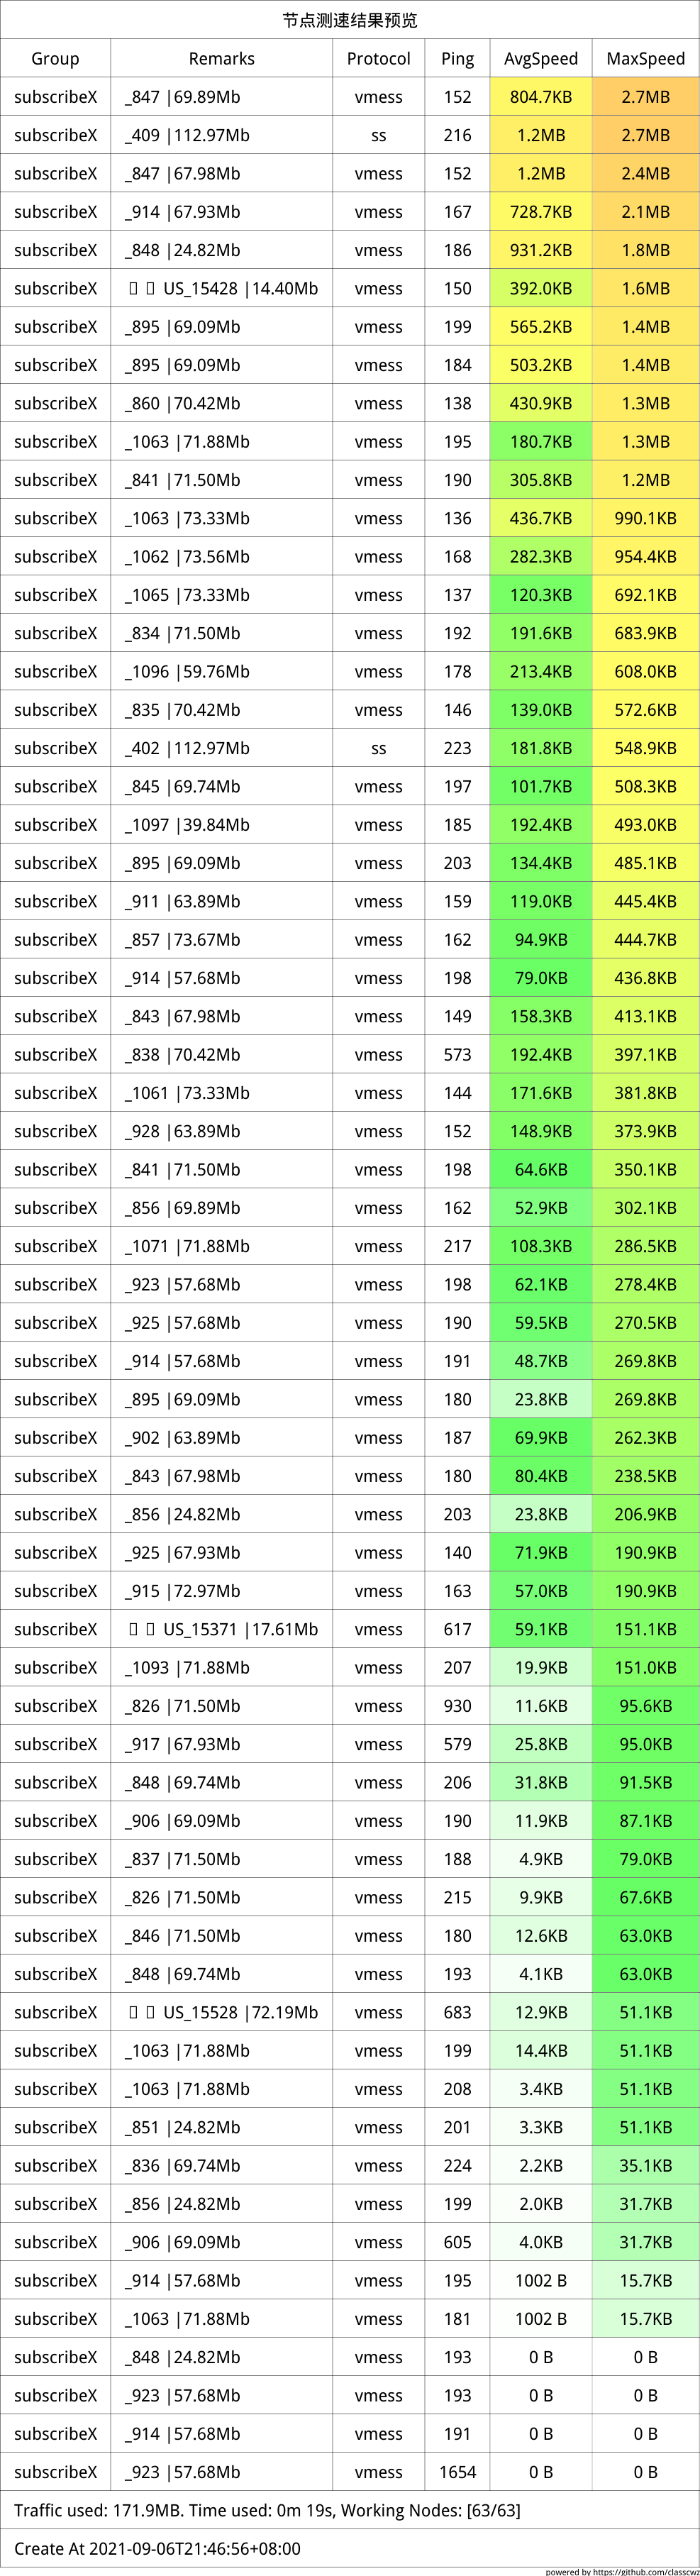 节点测速结果预览
Group Remarks Protocol Ping AvgSpeed MaxSpeed
subscribeX _847 |69.89Mb vmess 152 804.7KB 2.7MB
subscribeX _409 |112.97Mb ss 216 1.2MB 2.7MB
subscribeX _847 |67.98Mb vmess 152 1.2MB 2.4MB
subscribeX _914 |67.93Mb vmess 167 728.7KB 2.1MB
subscribeX _848 |24.82Mb vmess 186 931.2KB 1.8MB
subscribeX US_15428 |14.40Mb vmess 150 392.0KB 1.6MB
subscribeX _895 |69.09Mb vmess 199 565.2KB 1.4MB
subscribeX _895 |69.09Mb vmess 184 503.2KB 1.4MB
subscribeX _860 |70.42Mb vmess 138 430.9KB 1.3MB
subscribeX _1063 |71.88Mb vmess 195 180.7KB 1.3MB
subscribeX _841 |71.50Mb vmess 190 305.8KB 1.2MB
subscribeX _1063 |73.33Mb vmess 136 436.7KB 990.1KB
subscribeX _1062 |73.56Mb vmess 168 282.3KB 954.4KB
subscribeX _1065 |73.33Mb vmess 137 120.3KB 692.1KB
subscribeX _834 |71.50Mb vmess 192 191.6KB 683.9KB
subscribeX _1096 |59.76Mb vmess 178 213.4KB 608.0KB
subscribeX _835 |70.42Mb vmess 146 139.0KB 572.6KB
subscribeX _402 |112.97Mb ss 223 181.8KB 548.9KB
subscribeX _845 |69.74Mb vmess 197 101.7KB 508.3KB
subscribeX _1097 |39.84Mb vmess 185 192.4KB 493.0KB
subscribeX _895 |69.09Mb vmess 203 134.4KB 485.1KB
subscribeX _911 |63.89Mb vmess 159 119.0KB 445.4KB
subscribeX _857 |73.67Mb vmess 162 94.9KB 444.7KB
subscribeX _914 |57.68Mb vmess 198 79.0KB 436.8KB
subscribeX _843 |67.98Mb vmess 149 158.3KB 413.1KB
subscribeX _838 |70.42Mb vmess 573 192.4KB 397.1KB
subscribeX _1061 |73.33Mb vmess 144 171.6KB 381.8KB
subscribeX _928 |63.89Mb vmess 152 148.9KB 373.9KB
subscribeX _841 |71.50Mb vmess 198 64.6KB 350.1KB
subscribeX _856 |69.89Mb vmess 162 52.9KB 302.1KB
subscribeX _1071 |71.88Mb vmess 217 108.3KB 286.5KB
subscribeX _923 |57.68Mb vmess 198 62.1KB 278.4KB
subscribeX _925 |57.68Mb vmess 190 59.5KB 270.5KB
subscribeX _914 |57.68Mb vmess 191 48.7KB 269.8KB
subscribeX _895 |69.09Mb vmess 180 23.8KB 269.8KB
subscribeX _902 |63.89Mb vmess 187 69.9KB 262.3KB
subscribeX _843 |67.98Mb vmess 180 80.4KB 238.5KB
subscribeX _856 |24.82Mb vmess 203 23.8KB 206.9KB
subscribeX _925 |67.93Mb vmess 140 71.9KB 190.9KB
subscribeX _915 |72.97Mb vmess 163 57.0KB 190.9KB
subscribeX US_15371 |17.61Mb vmess 617 59.1KB 151.1KB
subscribeX _1093 |71.88Mb vmess 207 19.9KB 151.0KB
subscribeX _826 |71.50Mb vmess 930 11.6KB 95.6KB
subscribeX _917 |67.93Mb vmess 579 25.8KB 95.0KB
subscribeX _848 |69.74Mb vmess 206 31.8KB 91.5KB
subscribeX _906 |69.09Mb vmess 190 11.9KB 87.1KB
subscribeX _837 |71.50Mb vmess 188 4.9KB 79.0KB
subscribeX _826 |71.50Mb vmess 215 9.9KB 67.6KB
subscribeX _846 |71.50Mb vmess 180 12.6KB 63.0KB
subscribeX _848 |69.74Mb vmess 193 4.1KB 63.0KB
subscribeX US_15528 |72.19Mb vmess 683 12.9KB 51.1KB
subscribeX _1063 |71.88Mb vmess 199 14.4KB 51.1KB
subscribeX _1063 |71.88Mb vmess 208 3.4KB 51.1KB
subscribeX _851 |24.82Mb vmess 201 3.3KB 51.1KB
subscribeX _836 |69.74Mb vmess 224 2.2KB 35.1KB
subscribeX _856 |24.82Mb vmess 199 2.0KB 31.7KB
subscribeX _906 |69.09Mb vmess 605 4.0KB 31.7KB
subscribeX _914 |57.68Mb vmess 195 1002 B 15.7KB
subscribeX _1063 |71.88Mb vmess 181 1002 B 15.7KB
subscribeX _848 |24.82Mb vmess 193 0 B 0 B
subscribeX _923 |57.68Mb vmess 193 0 B 0 B
subscribeX _914 |57.68Mb vmess 191 0 B 0 B
subscribeX _923 |57.68Mb vmess 1654 0 B 0 B
Traffic used: 171.9MB. Time used: 0m 19s, Working Nodes: [63/63]
Create At 2021-09-06T21:46:56+08:00
powered by https://github.com/classcwz